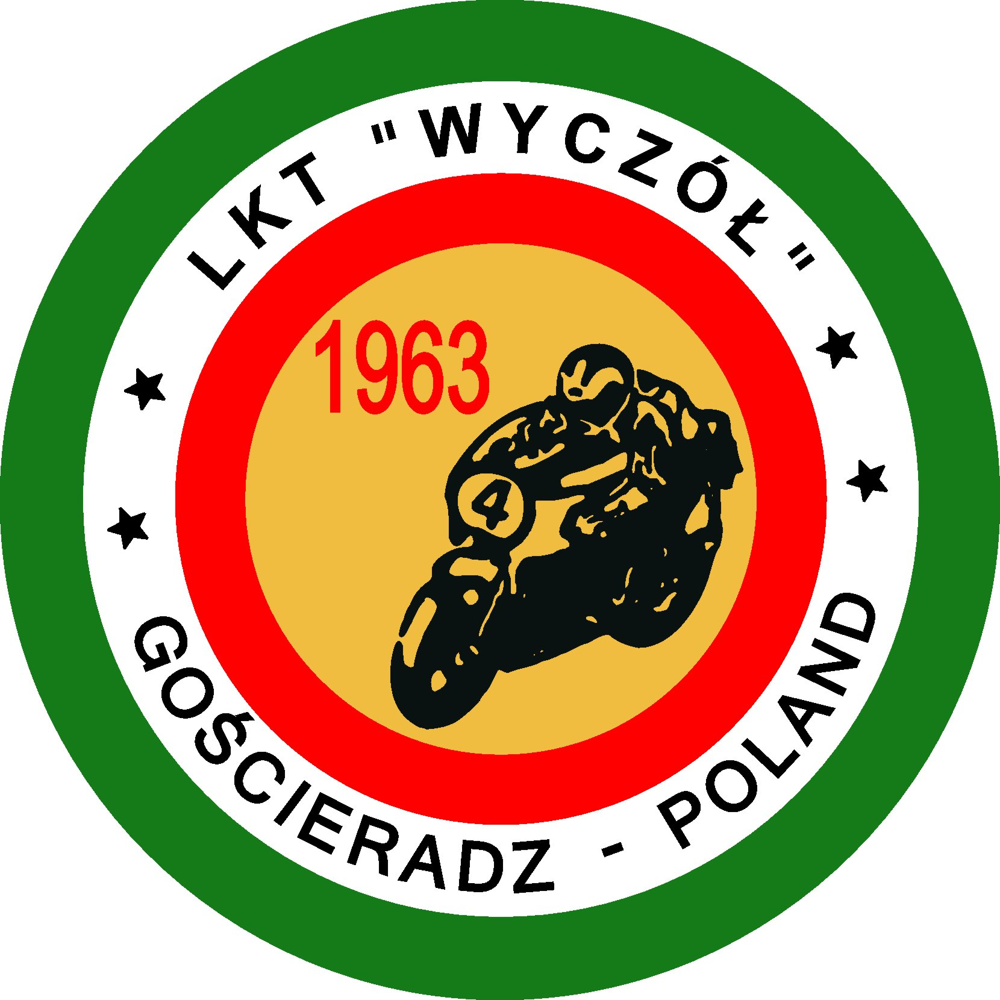 LKT "WYCZÓŁ"
1963
4
GOŚCIERADZ - POLAND